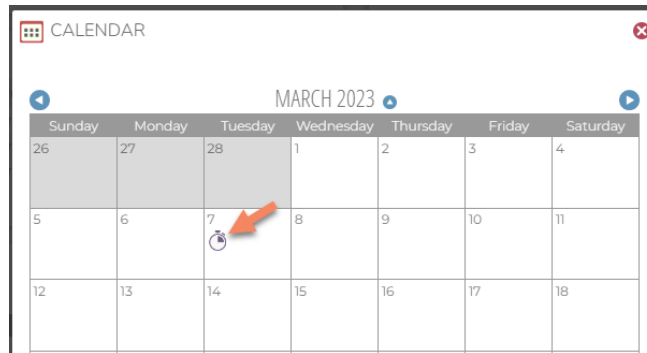 CALENDAR
MARCH 2023
Sunday Monday Tuesday Wednesday Thursday Friday Saturday
26 27 28 1 2 3 4
5 6 7 8 9 10 11
12 13 14 15 16 17 18